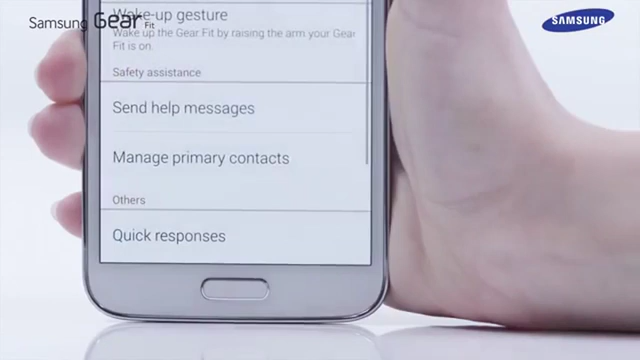 Samsung Gear Fit
SAMSUNG
Wake-up gesture
Wake up the Gear Fit by raising the arm your Gear
Fit is on.
Safety assistance
Send help messages
Manage primary contacts
Others
Quick responses